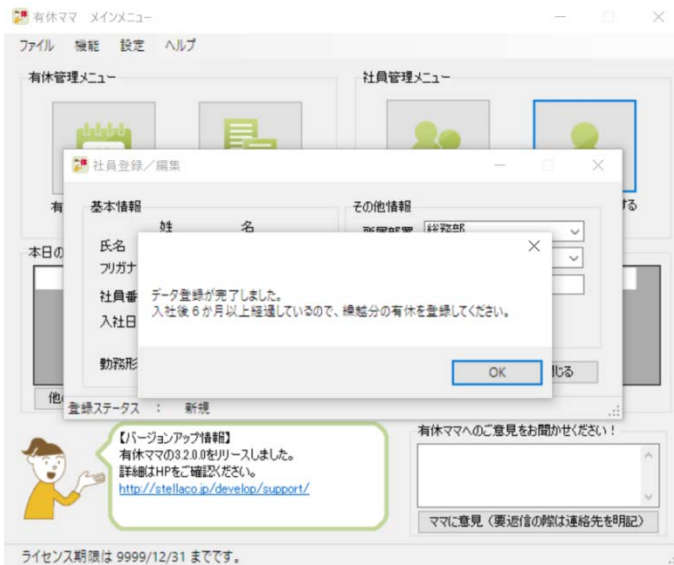 有休ママ メインメニュー
ファイル 機能 設定 ヘルプ
有休管理メニュー
社員管理メニュー
社員登録／編集
有
する
基本情報
その他情報
姓 名
所属部署 総務部
氏名
フリガナ
社員番
入社日
勤務形
本日の
データ登録が完了しました。
入社後６か月以上経過しているので、繰越分の有休を登録してください。
OK
じる
他
登録ステータス ： 新規
【バージョンアップ情報】
有休ママの3.2.0.0をリリースしました。
詳細はHPをご確認ください。
http://stellaco.jp/develop/support/
有休ママへのご意見をお聞かせください！
ママに意見（要返信の際は連絡先を明記）
ライセンス期限は 9999/12/31 までです。